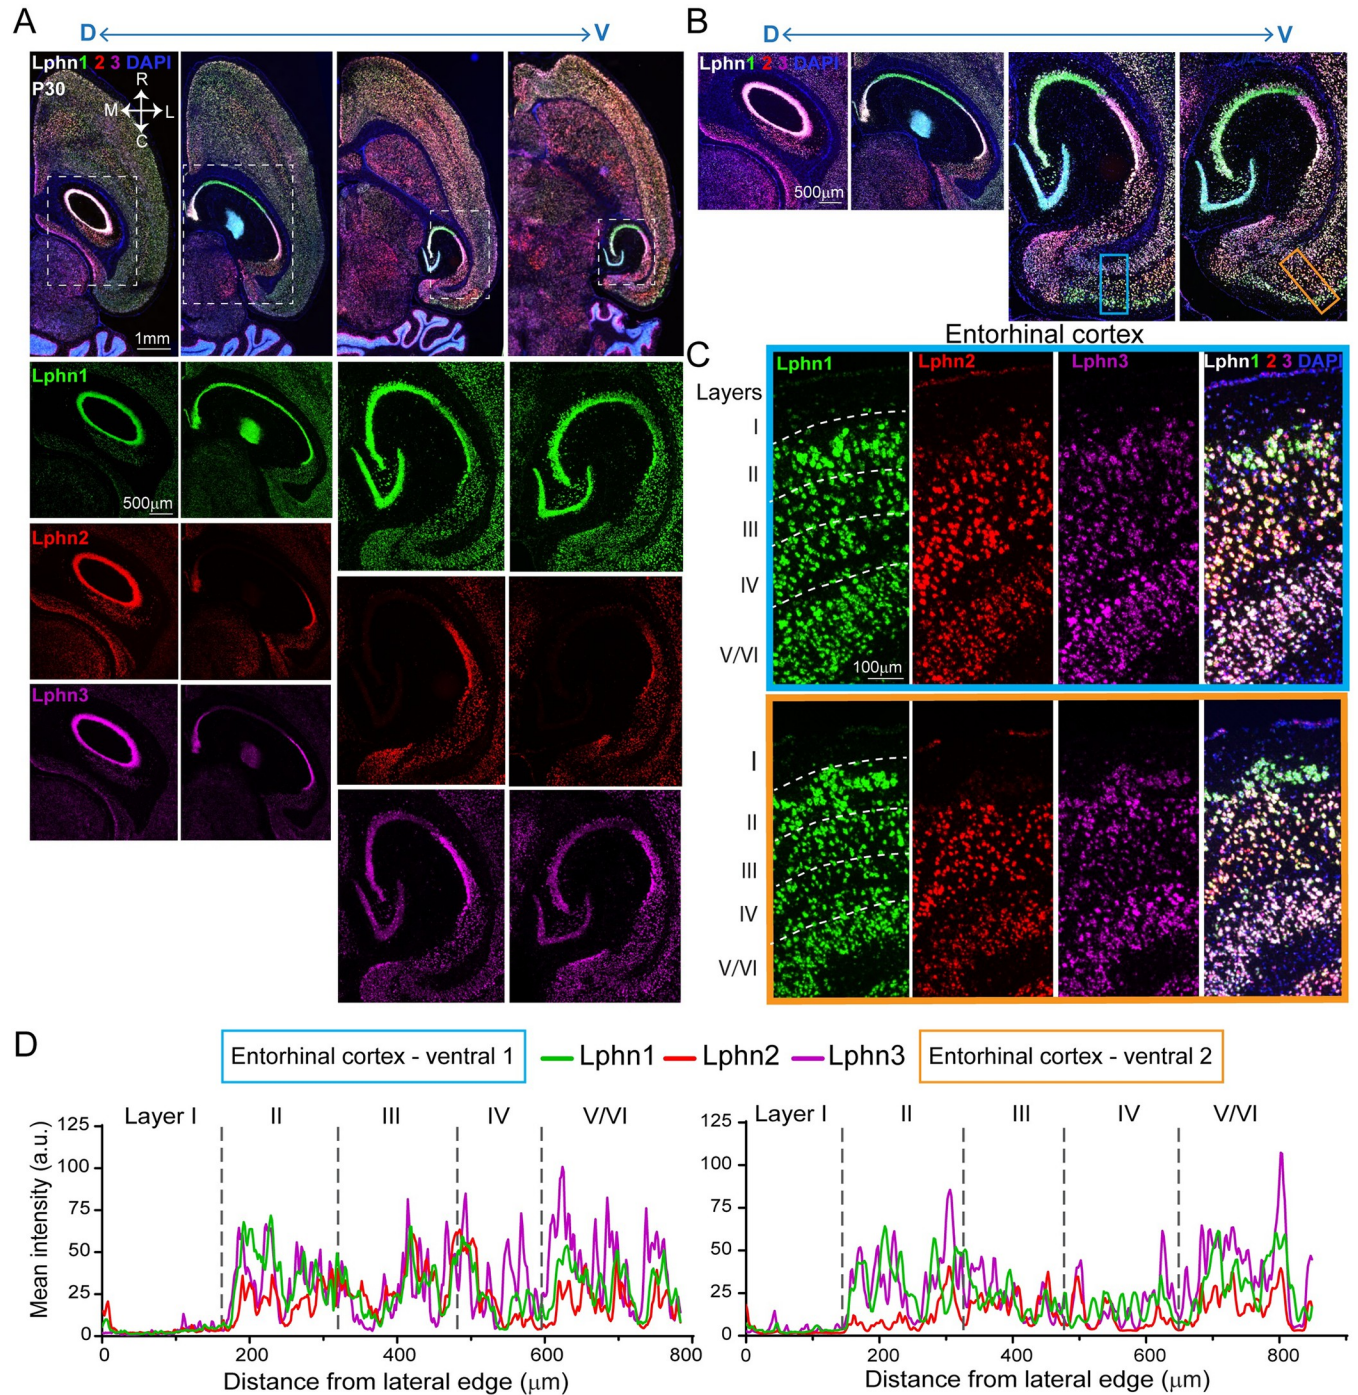 A
D V
Lphn1 2 3 DAPI
P30
R
M L
C
1mm
Lphn1
500μm
Lphn2
Lphn3
B
D V
Lphn1 2 3 DAPI
500μm
Entorhinal cortex
C
Layers
Lphn1 Lphn2 Lphn3 Lphn1 2 3 DAPI
I
II
III
IV
V/VI
100μm
I
II
III
IV
V/VI
D
Entorhinal cortex - ventral 1 Lphn1 Lphn2 Lphn3 Entorhinal cortex - ventral 2
Layer I II III IV V/VI
Mean intensity (a.u.)
125
100
75
50
25
0
0 200 400 600 800
Distance from lateral edge (μm)
Layer I II III IV V/VI
125
100
75
50
25
0
0 200 400 600 800
Distance from lateral edge (μm)